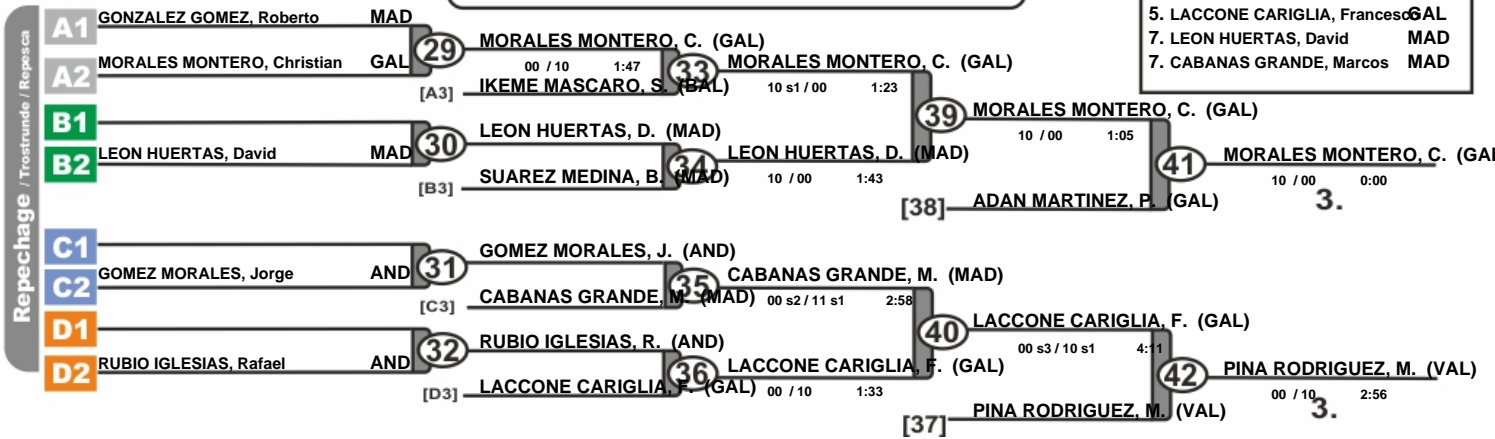 Repechage / Trostrunde / Repesca
5. LACCONE CARIGLIA, Francesco GAL
7. LEON HUERTAS, David MAD
7. CABANAS GRANDE, Marcos MAD
A1 GONZALEZ GOMEZ, Roberto MAD
A2 MORALES MONTERO, Christian GAL
29 MORALES MONTERO, C. (GAL)
00 / 10 1:47
[A3] IKEME MASCARO, S. (BAL)
33 MORALES MONTERO, C. (GAL)
10 s1 / 00 1:23
B1
B2 LEON HUERTAS, David MAD
30 LEON HUERTAS, D. (MAD)
[B3] SUAREZ MEDINA, B. (MAD)
34 LEON HUERTAS, D. (MAD)
10 / 00 1:43
39 MORALES MONTERO, C. (GAL)
10 / 00 1:05
[38] ADAN MARTINEZ, P. (GAL)
41 MORALES MONTERO, C. (GAL
10 / 00 0:00
3.
C1
C2 GOMEZ MORALES, Jorge AND
31 GOMEZ MORALES, J. (AND)
[C3] CABANAS GRANDE, M. (MAD)
35 CABANAS GRANDE, M. (MAD)
00 s2 / 11 s1 2:58
D1
D2 RUBIO IGLESIAS, Rafael AND
32 RUBIO IGLESIAS, R. (AND)
[D3] LACCONE CARIGLIA, F. (GAL)
36 LACCONE CARIGLIA, F. (GAL)
00 / 10 1:33
40 LACCONE CARIGLIA, F. (GAL)
00 s3 / 10 s1 4:11
[37] PINA RODRIGUEZ, M. (VAL)
42 PINA RODRIGUEZ, M. (VAL)
00 / 10 2:56
3.